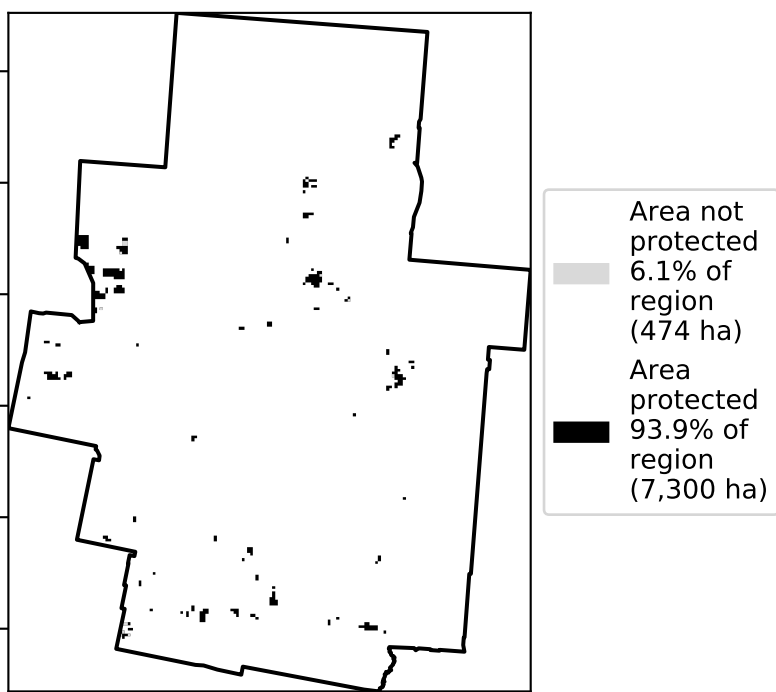 Area not
protected
6.1% of
region
(474 ha)
Area
protected
93.9% of
region
(7,300 ha)